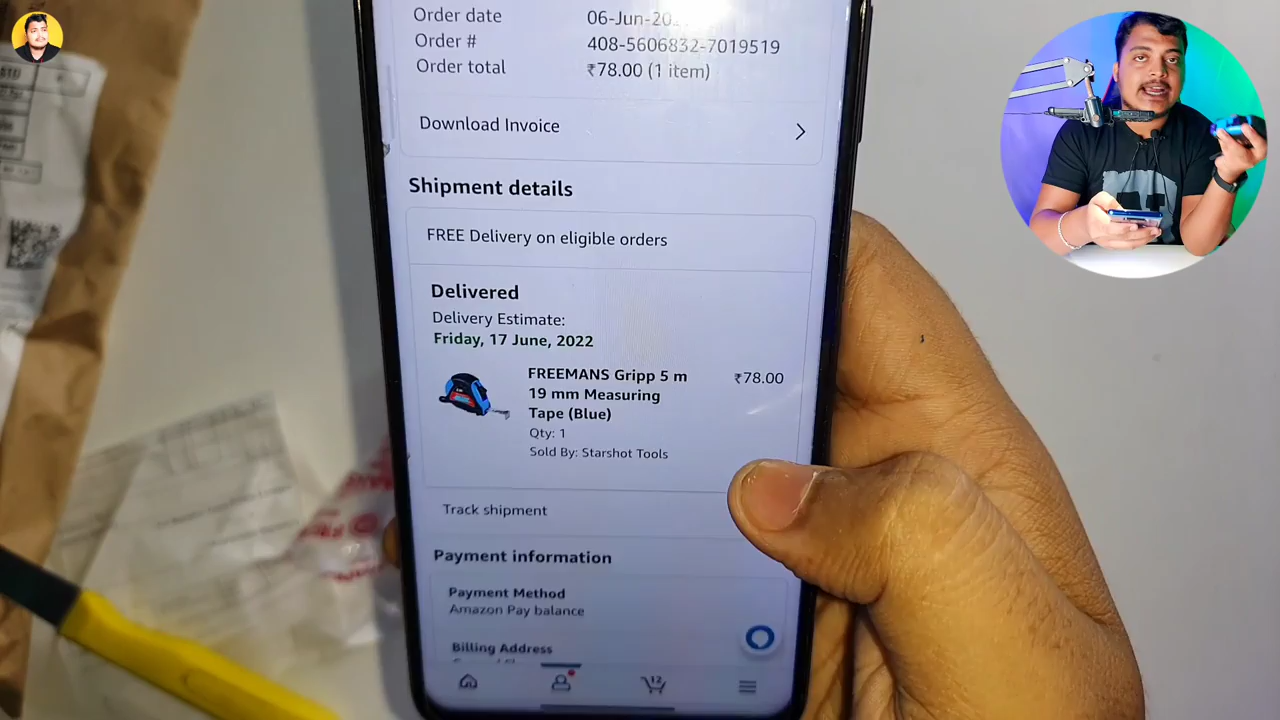 Order date 06-Jun-20
Order # 408-5606832-7019519
Order total ₹78.00 (1 item)
Download Invoice
Shipment details
FREE Delivery on eligible orders
Delivered
Delivery Estimate:
Friday, 17 June, 2022
FREEMANS Gripp 5 m ₹78.00
19 mm Measuring
Tape (Blue)
Qty: 1
Sold By: Starshot Tools
Track shipment
Payment information
Payment Method
Amazon Pay balance
Billing Address
12